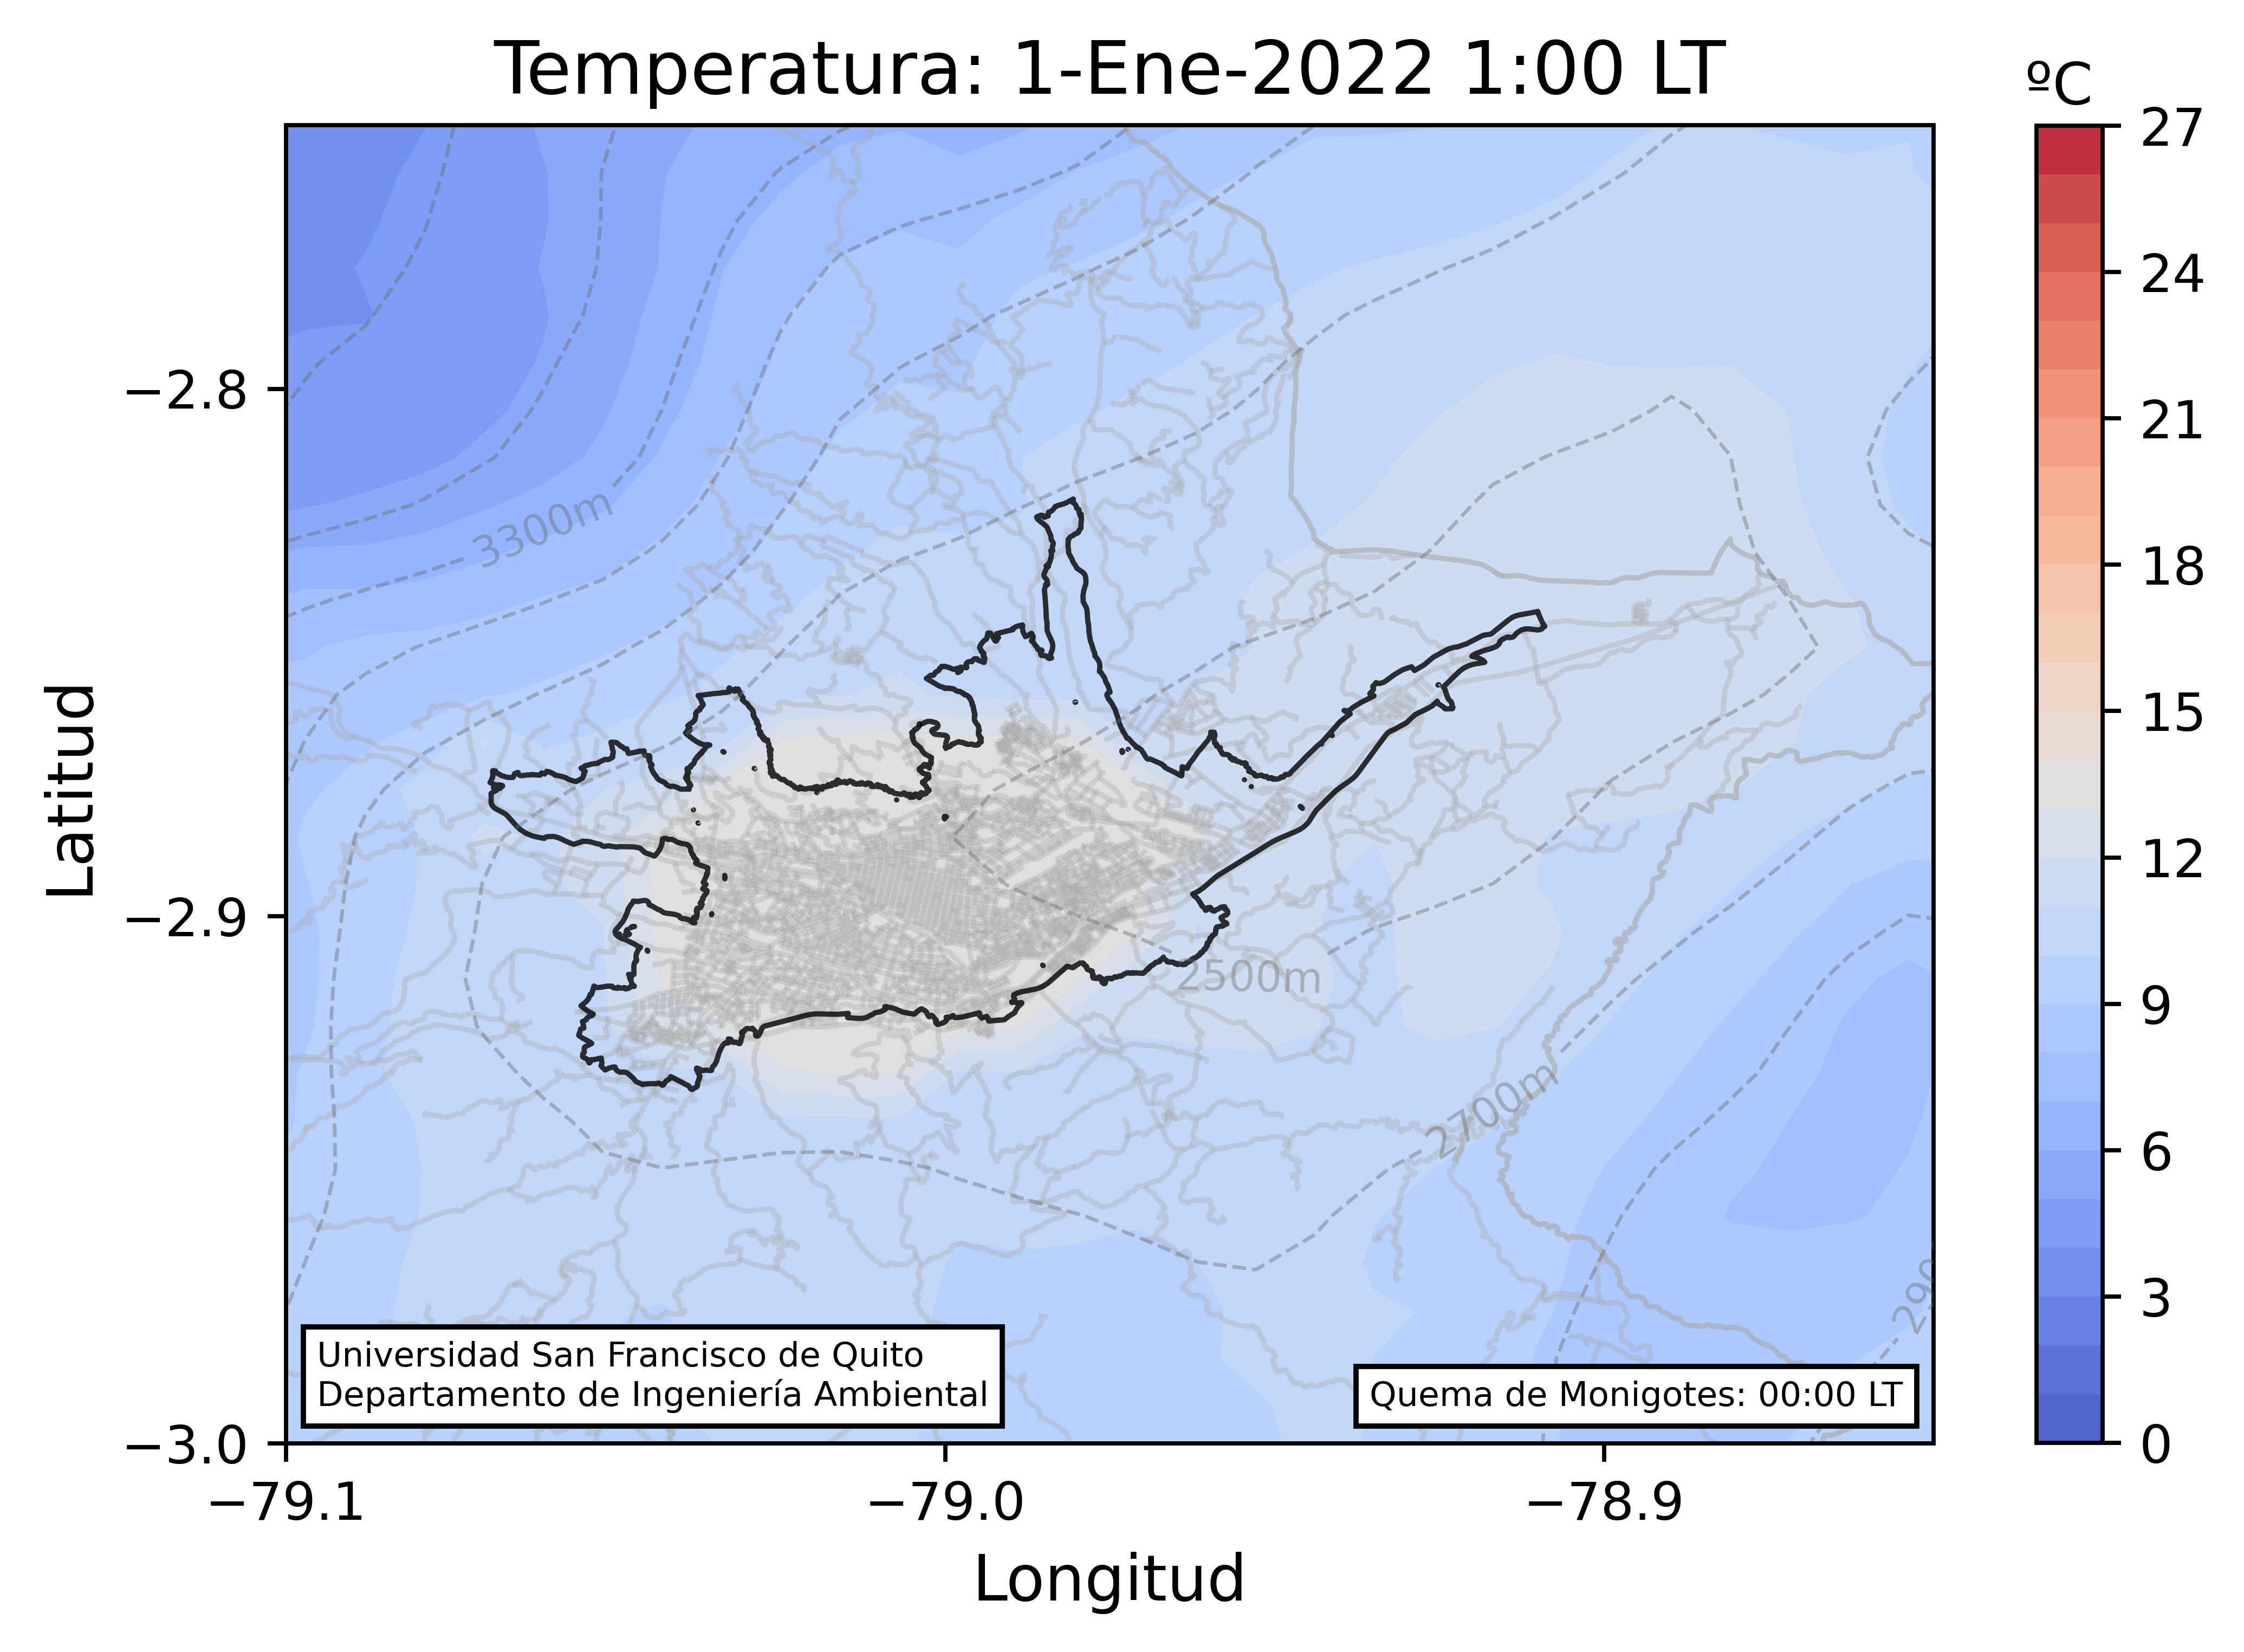 Temperatura: 1-Ene-2022 1:00 LT
ºC
27
24
21
18
15
12
9
6
3
0
Latitud
−2.8
−2.9
−3.0
3300m
2500m
2700m
Universidad San Francisco de Quito
Departamento de Ingeniería Ambiental
Quema de Monigotes: 00:00 LT
−79.1
−79.0
−78.9
Longitud